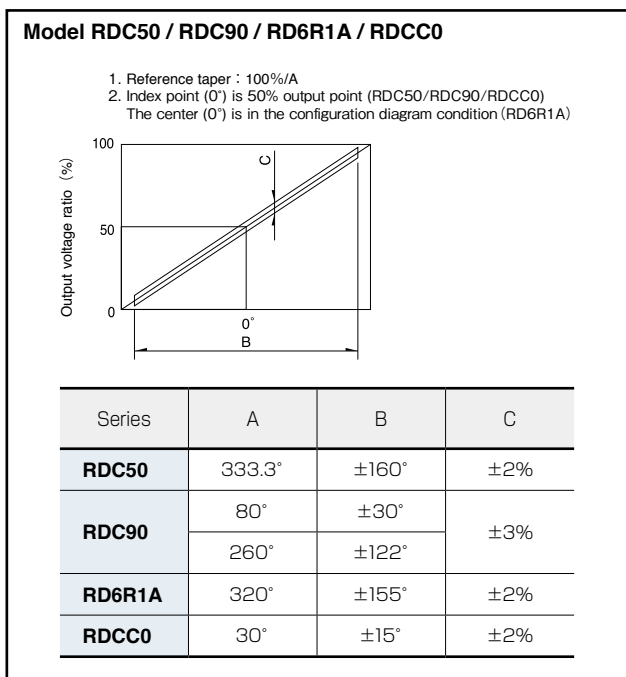 Model RDC50 / RDC90 / RD6R1A / RDCC0
1. Reference taper : 100%/A
2. Index point (0°) is 50% output point (RDC50/RDC90/RDCC0)
The center (0°) is in the configuration diagram condition (RD6R1A)
Output voltage ratio (%)
100
50
0
C
0°
B
Series A B C
RDC50 333.3° ±160° ±2%
RDC90 80° ±30° ±3%
260° ±122°
RD6R1A 320° ±155° ±2%
RDCC0 30° ±15° ±2%